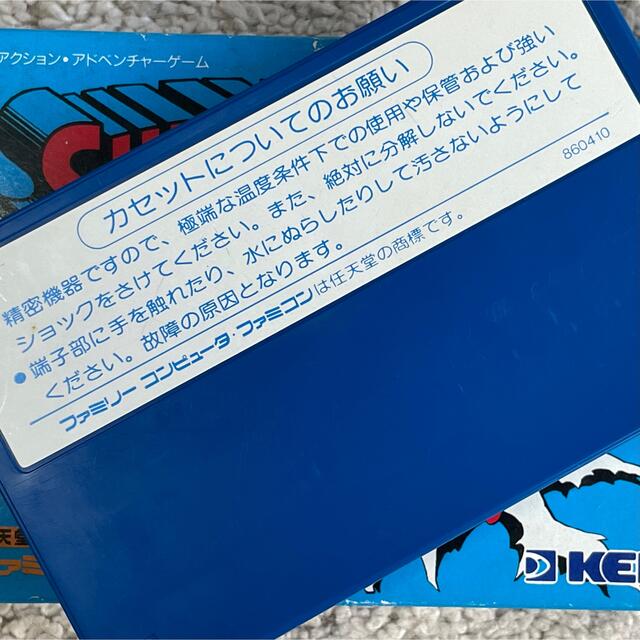 アクション・アドベンチャーゲーム
カセットについてのお願い
精密機器ですので、極端な温度条件下での使用や保管および強い
ショックをさけてください。また、絶対に分解しないでください。
● 端子部に手を触れたり、水にぬらしたりして汚さないようにして
ください。故障の原因となります。
860410
ファミリー コンピュータ・ファミコンは任天堂の商標です。